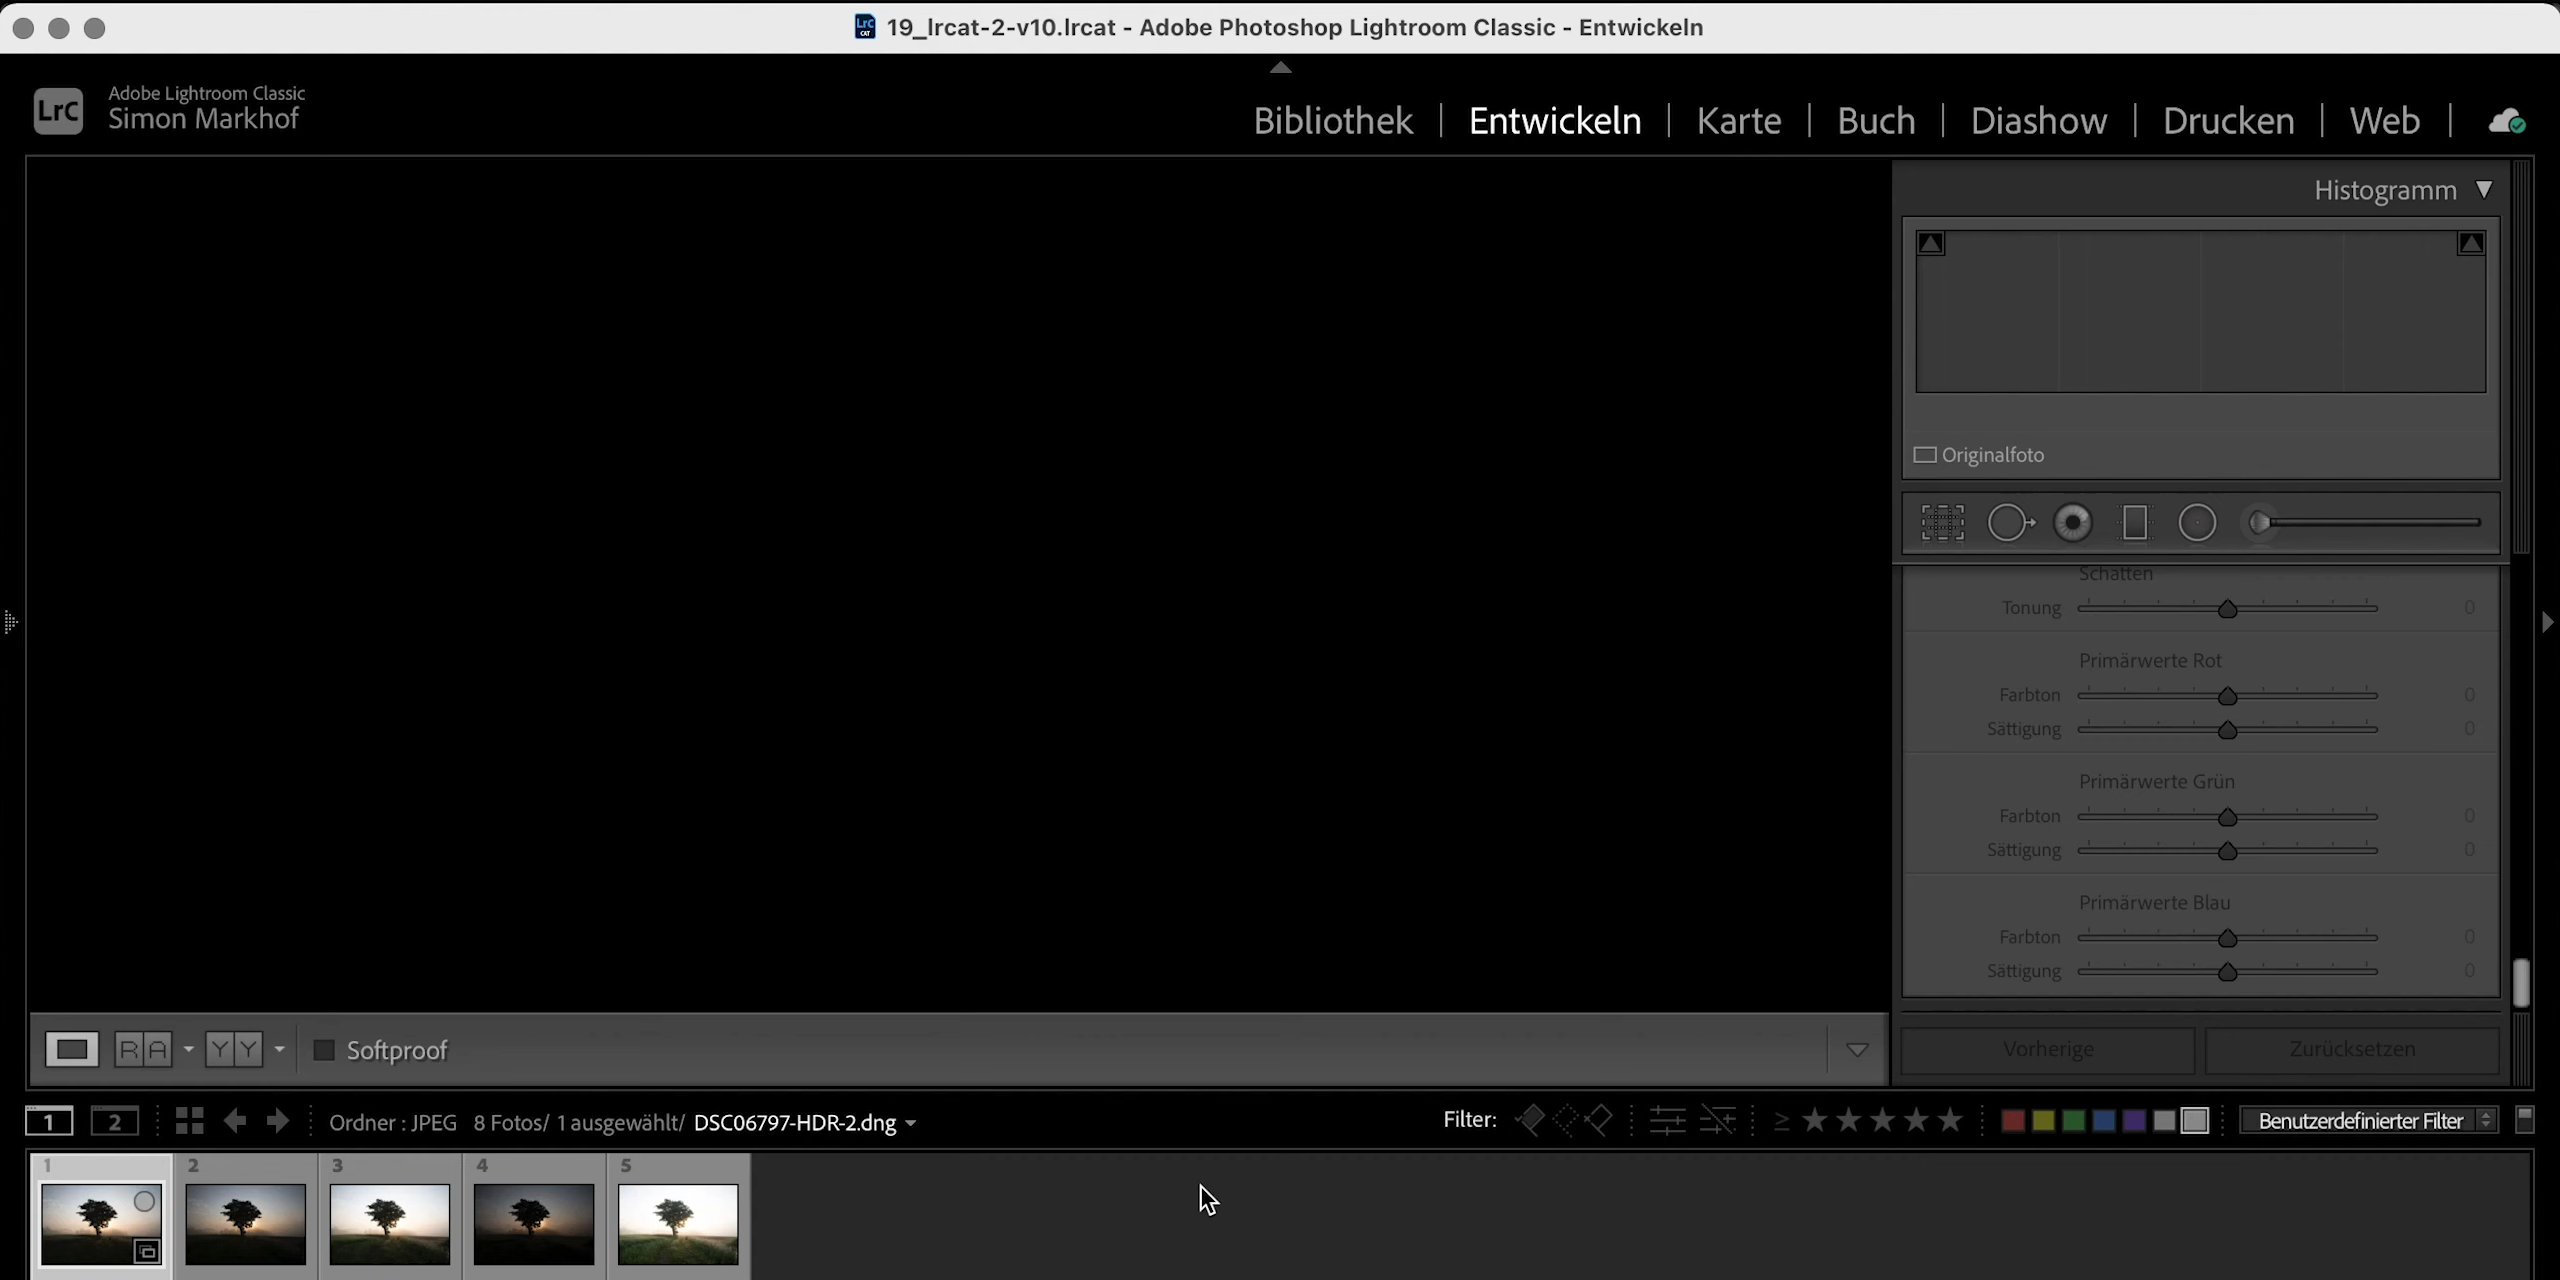 19_lrcat-2-v10.lrcat - Adobe Photoshop Lightroom Classic - Entwickeln
LrC
Adobe Lightroom Classic
Simon Markhof
Bibliothek | Entwickeln | Karte | Buch | Diashow | Drucken | Web |
Histogramm
Originalfoto
Schatten
Tonung 0
Primärwerte Rot
Farbton 0
Sättigung 0
Primärwerte Grün
Farbton 0
Sättigung 0
Primärwerte Blau
Farbton 0
Sättigung 0
R A Y Y Softproof
Vorherige Zurücksetzen
1 2 Ordner : JPEG 8 Fotos/ 1 ausgewählt/ DSC06797-HDR-2.dng Filter: ≥ ★★★★★ Benutzerdefinierter Filter
1 2 3 4 5